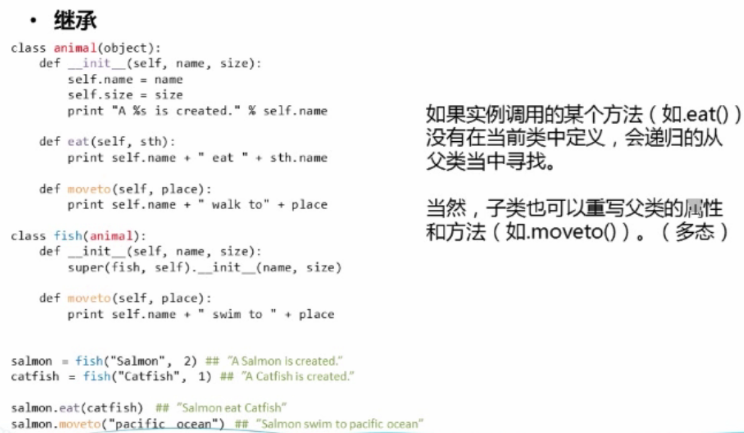 • 继承
class animal(object):
    def __init__(self, name, size):
        self.name = name
        self.size = size
        print "A %s is created." % self.name
    def eat(self, sth):
        print self.name + " eat " + sth.name
    def moveto(self, place):
        print self.name + " walk to" + place
class fish(animal):
    def __init__(self, name, size):
        super(fish, self).__init__(name, size)
    def moveto(self, place):
        print self.name + " swim to " + place
salmon = fish("Salmon", 2) ## “A Salmon is created.”
catfish = fish("Catfish", 1) ## “A Catfish is created.”
salmon.eat(catfish) ## “Salmon eat Catfish”
salmon.moveto("pacific ocean") ## “Salmon swim to pacific ocean”
如果实例调用的某个方法（如.eat()）
没有在当前类中定义，会递归的从
父类当中寻找。
当然，子类也可以重写父类的属性
和方法（如.moveto()）。（多态）